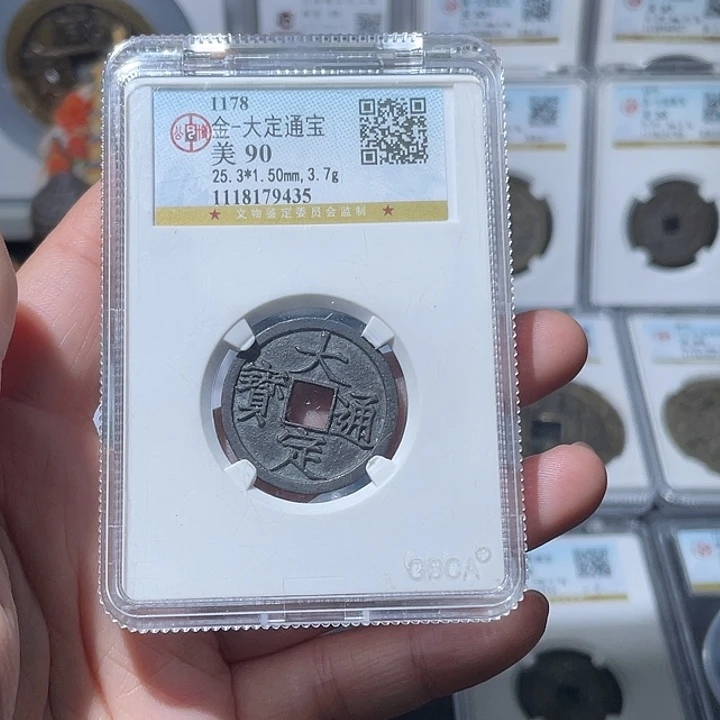 1178
金-大定通宝
美 90
25.3*1.50mm, 3.7g
1118179435
★ 文物鉴定委员会监制 ★
大
寶 通
定
GBCA